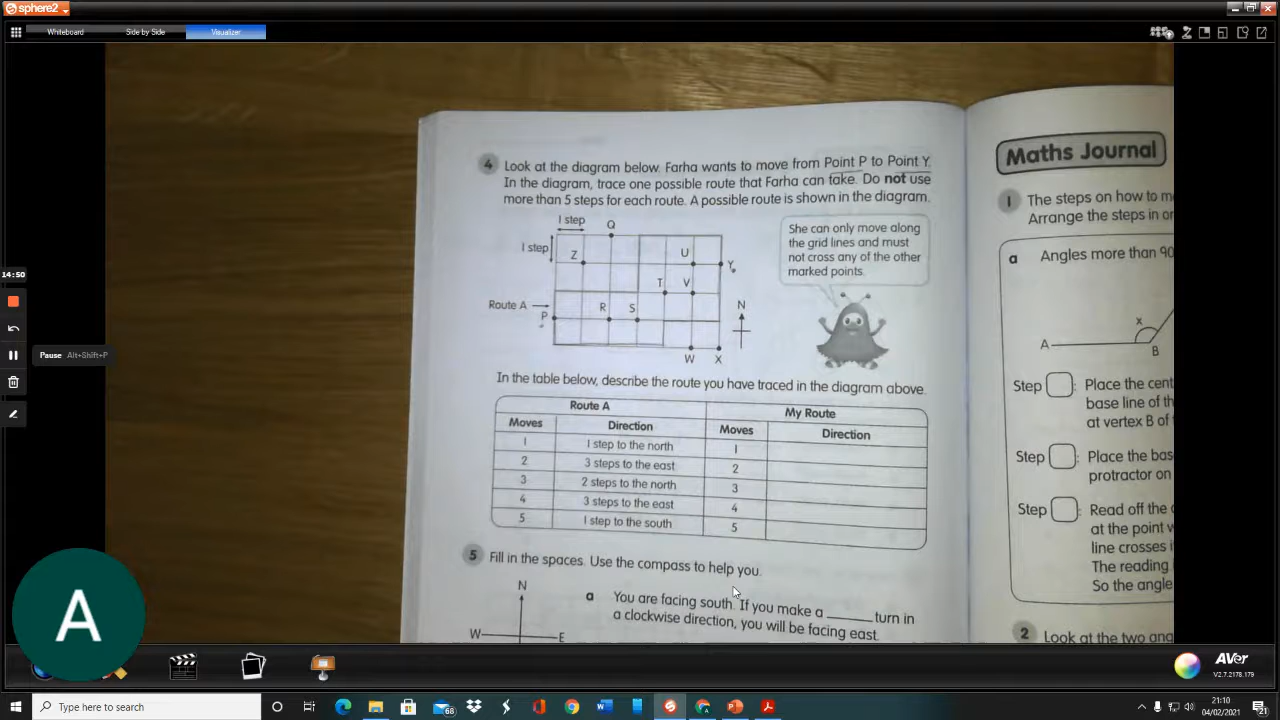 sphere2
Whiteboard
Side by Side
Visualizer
4 Look at the diagram below. Farha wants to move from Point P to Point Y.
In the diagram, trace one possible route that Farha can take. Do not use
more than 5 steps for each route. A possible route is shown in the diagram.
1 step
Q
1 step
Z
U
Y
T
V
Route A
P
R
S
N
W
X
She can only move along
the grid lines and must
not cross any of the other
marked points.
In the table below, describe the route you have traced in the diagram above.
Route A
My Route
Moves Direction Moves Direction
1 1 step to the north 1
2 3 steps to the east 2
3 2 steps to the north 3
4 3 steps to the east 4
5 1 step to the south 5
5 Fill in the spaces. Use the compass to help you.
N
W E
a You are facing south. If you make a ______ turn in
a clockwise direction, you will be facing east.
Maths Journal
1 The steps on how to m
Arrange the steps in or
a Angles more than 90
x
A
B
Step : Place the cent
base line of th
at vertex B of
Step : Place the bas
protractor on
Step : Read off the
at the point
line crosses
The reading
So the angle
2 Look at the two ang
14:50
Pause Alt+Shift+P
A
AVer
V2.7.2178.179
Type here to search
68
21:10
04/02/2021
21